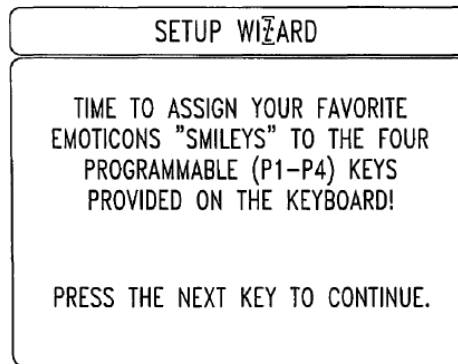 SETUP WIZARD
TIME TO ASSIGN YOUR FAVORITE
EMOTICONS "SMILEYS" TO THE FOUR
PROGRAMMABLE (P1-P4) KEYS
PROVIDED ON THE KEYBOARD!
PRESS THE NEXT KEY TO CONTINUE.